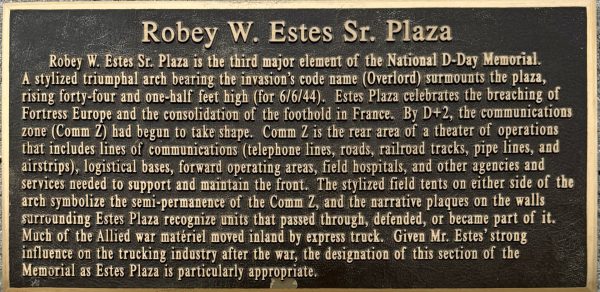 Robey W. Estes Sr. Plaza
Robey W. Estes Sr. Plaza is the third major element of the National D-Day Memorial.
A stylized triumphal arch bearing the invasion's code name (Overlord) surmounts the plaza,
rising forty-four and one-half feet high (for 6/6/44). Estes Plaza celebrates the breaching of
Fortress Europe and the consolidation of the foothold in France. By D+2, the communications
zone (Comm Z) had begun to take shape. Comm Z is the rear area of a theater of operations
that includes lines of communications (telephone lines, roads, railroad tracks, pipe lines, and
airstrips), logistical bases, forward operating areas, field hospitals, and other agencies and
services needed to support and maintain the front. The stylized field tents on either side of the
arch symbolize the semi-permanence of the Comm Z, and the narrative plaques on the walls
surrounding Estes Plaza recognize units that passed through, defended, or became part of it.
Much of the Allied war matériel moved inland by express truck. Given Mr. Estes' strong
influence on the trucking industry after the war, the designation of this section of the
Memorial as Estes Plaza is particularly appropriate.